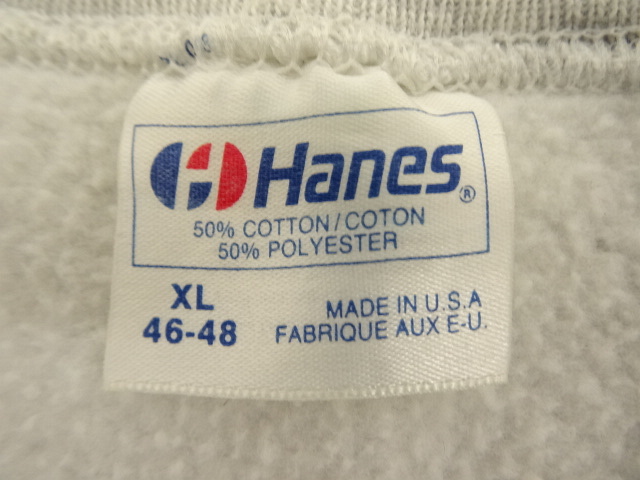 Hanes®
50% COTTON/COTON
50% POLYESTER
XL
46-48
MADE IN U.S.A
FABRIQUE AUX E-U.